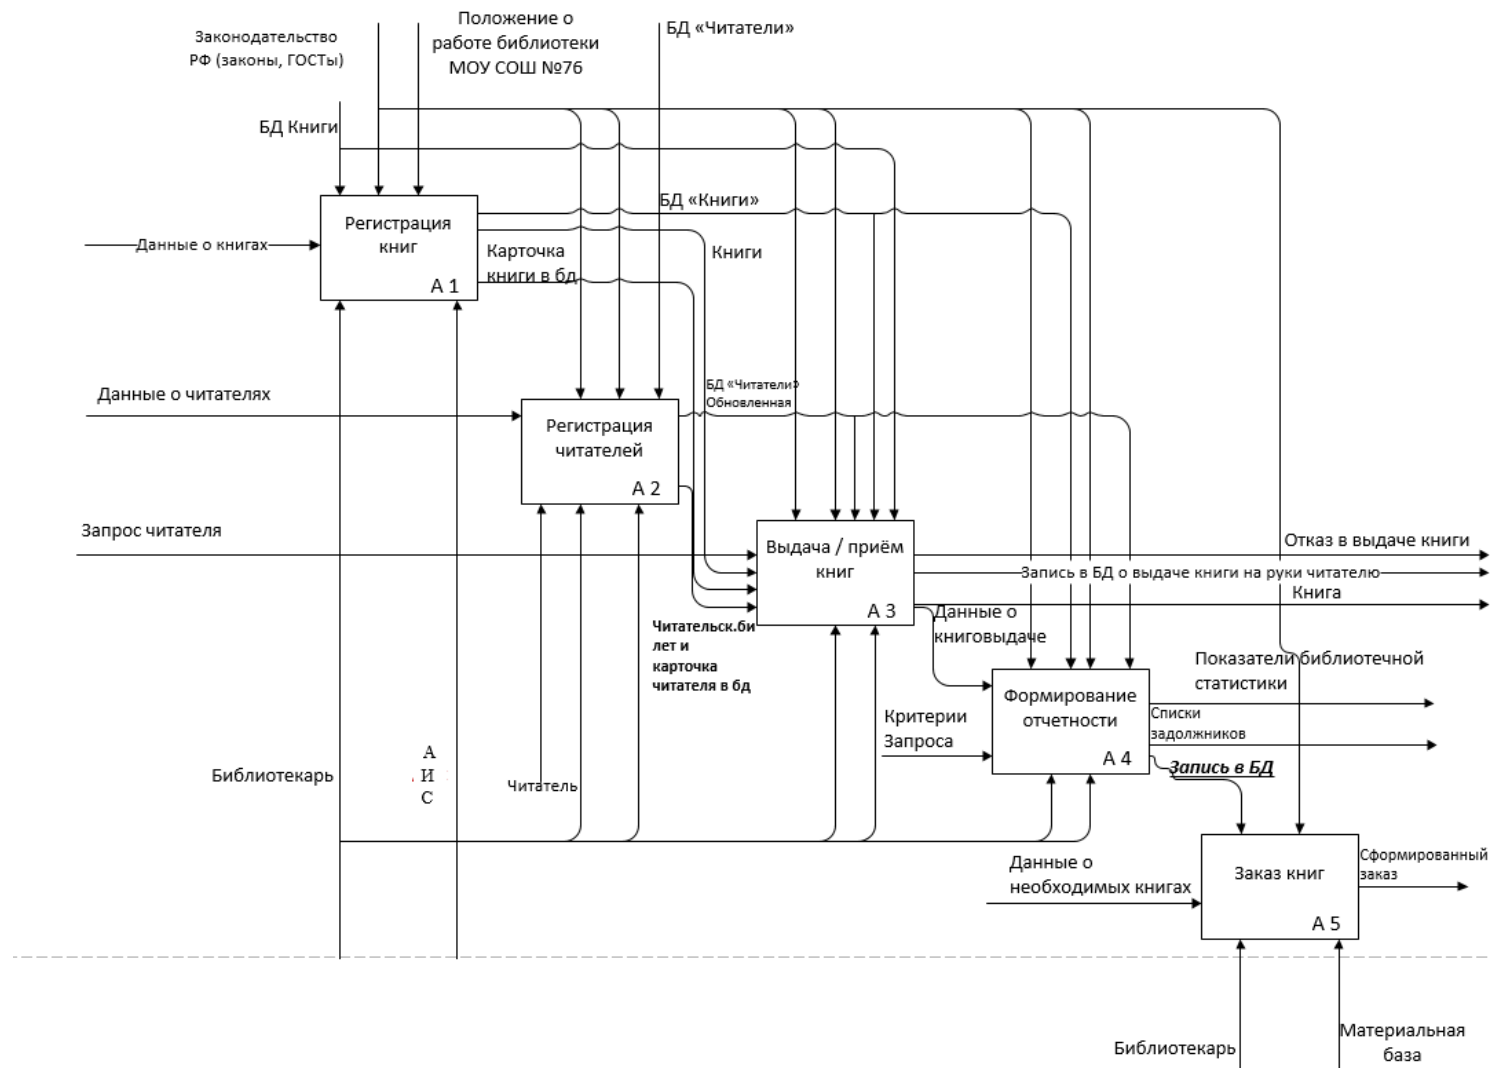 Законодательство
РФ (законы, ГОСТы)
Положение о
работе библиотеки
МОУ СОШ №76
БД «Читатели»
БД Книги
Регистрация
книг
А 1
БД «Книги»
Данные о книгах
Карточка
книги в бд
Книги
Данные о читателях
БД «Читатели»
Обновленная
Регистрация
читателей
А 2
Запрос читателя
Выдача / приём
книг
А 3
Отказ в выдаче книги
Запись в БД о выдаче книги на руки читателю
Книга
Данные о
книговыдаче
Читательск.би
лет и
карточка
читателя в бд
Показатели библиотечной
статистики
Формирование
отчетности
А 4
Критерии
Запроса
Списки
задолжников
Запись в БД
Библиотекарь
А
И
С
Читатель
Данные о
необходимых книгах
Заказ книг
А 5
Сформированный
заказ
Библиотекарь
Материальная
база